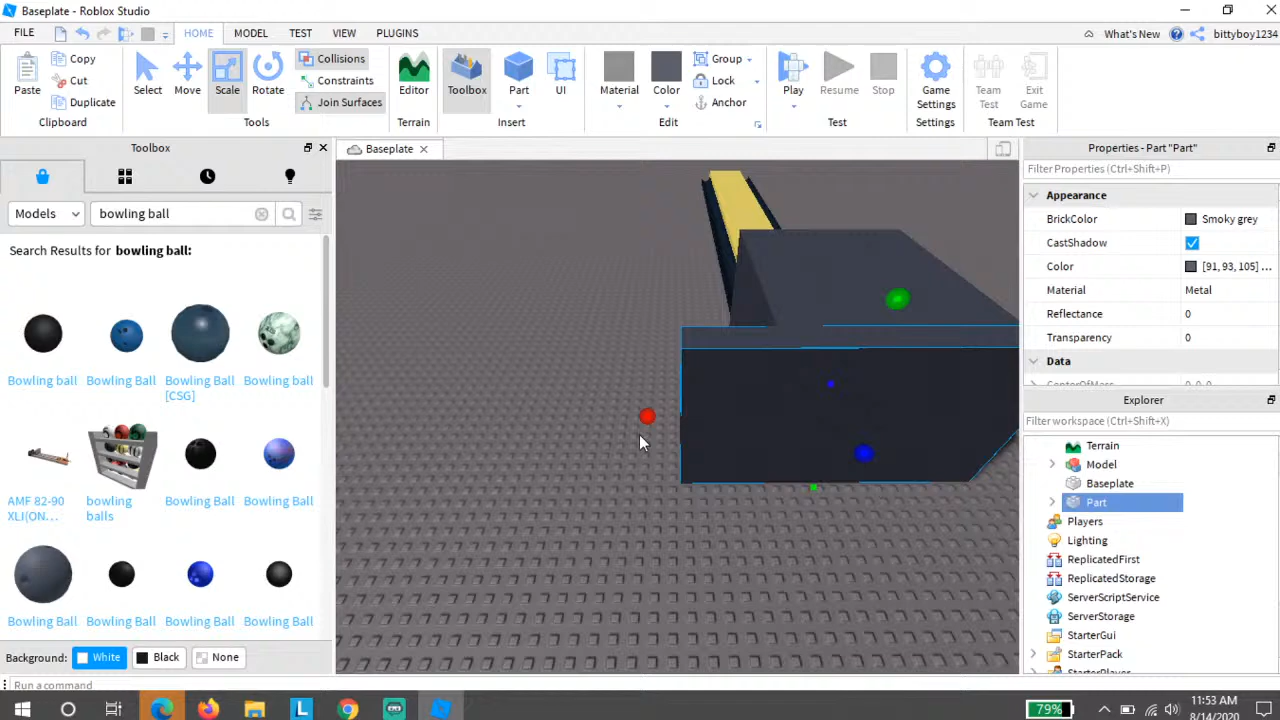 Baseplate - Roblox Studio
FILE HOME MODEL TEST VIEW PLUGINS What's New bittyboy1234
Paste Copy Cut Duplicate Clipboard
Select Move Scale Rotate Collisions Constraints Join Surfaces Tools
Editor Terrain
Toolbox Part UI Insert
Material Color Group Lock Anchor Edit
Play Resume Stop Test
Game Settings Settings
Team Test Exit Game Team Test
Toolbox
Models bowling ball
Search Results for bowling ball:
Bowling ball Bowling Ball Bowling Ball [CSG] Bowling ball
AMF 82-90 XLI(ON... bowling balls Bowling Ball Bowling Ball
Bowling Ball Bowling Ball Bowling Ball Bowling Ball
Background: White Black None
Run a command
Baseplate
Properties - Part "Part"
Filter Properties (Ctrl+Shift+P)
Appearance
BrickColor Smoky grey
CastShadow
Color [91, 93, 105] ...
Material Metal
Reflectance 0
Transparency 0
Data
CenterOfMass 0, 0, 0
Explorer
Filter workspace (Ctrl+Shift+X)
Terrain
Model
Baseplate
Part
Players
Lighting
ReplicatedFirst
ReplicatedStorage
ServerScriptService
ServerStorage
StarterGui
StarterPack
StarterPlayer
79%
11:53 AM
8/14/2020